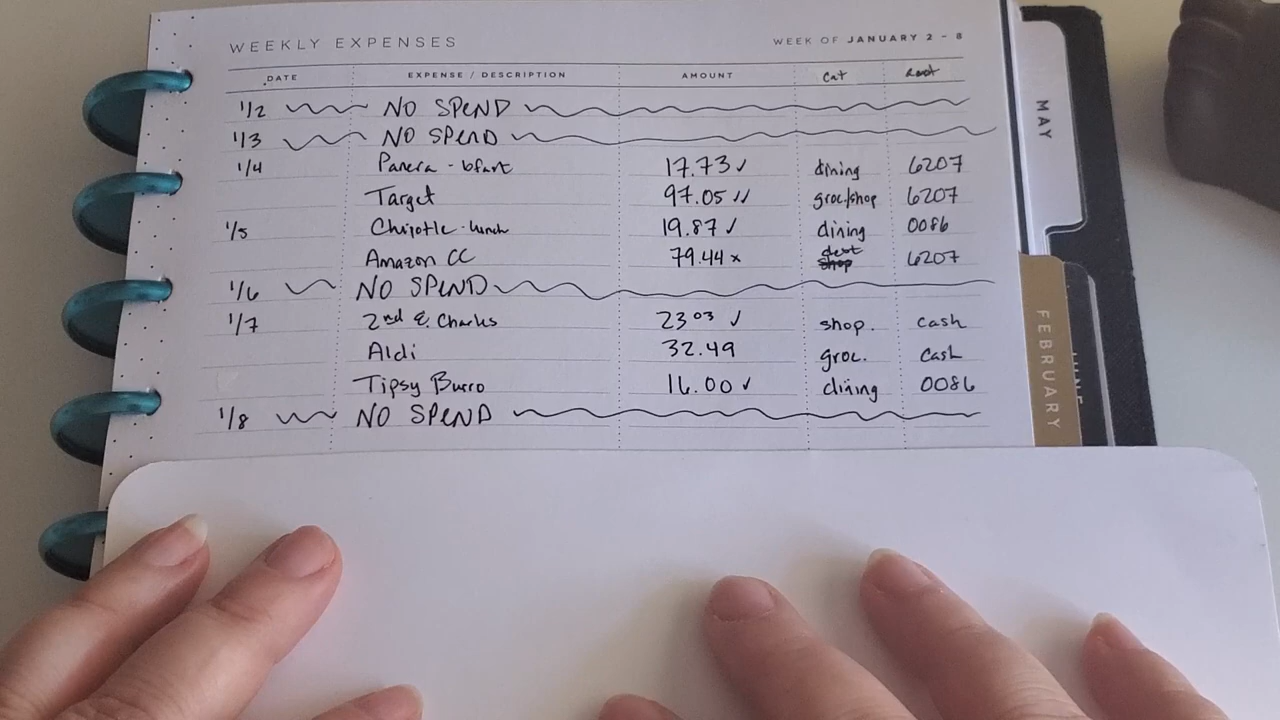 WEEKLY EXPENSES WEEK OF JANUARY 2 - 8
DATE EXPENSE / DESCRIPTION AMOUNT cat acct
1/2 NO SPEND
1/3 NO SPEND
1/4 Panera - bfast 17.73 ✓ dining 6207
Target 97.05 ✓✓ groc/shop 6207
1/5 Chipotle - lunch 19.87 ✓ dining 0086
Amazon CC 79.44 x debt shop 6207
1/6 NO SPEND
1/7 2nd & Charles 23.03 ✓ shop. cash
Aldi 32.49 groc. cash
Tipsy Burro 16.00 ✓ dining 0086
1/8 NO SPEND
MAY
FEBRUARY
JUNE